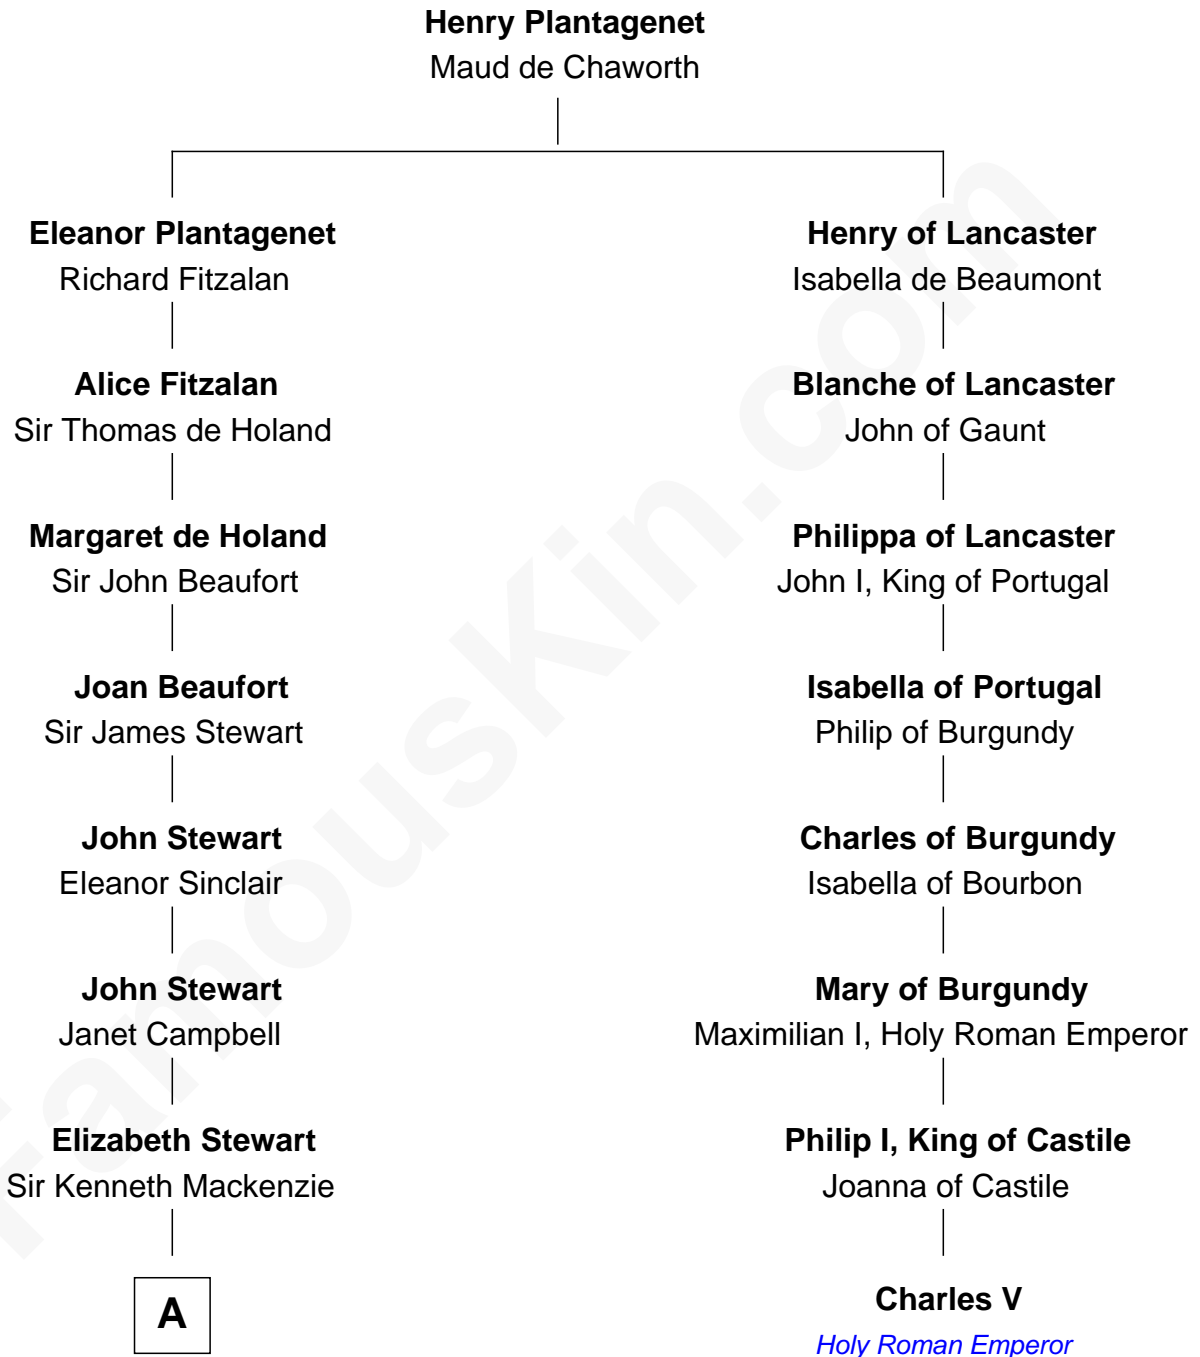 Henry Plantagenet
Maud de Chaworth
Eleanor Plantagenet
Richard Fitzalan
Henry of Lancaster
Isabella de Beaumont
Alice Fitzalan
Sir Thomas de Holand
Blanche of Lancaster
John of Gaunt
Margaret de Holand
Sir John Beaufort
Philippa of Lancaster
John I, King of Portugal
Joan Beaufort
Sir James Stewart
Isabella of Portugal
Philip of Burgundy
John Stewart
Eleanor Sinclair
Charles of Burgundy
Isabella of Bourbon
John Stewart
Janet Campbell
Mary of Burgundy
Maximilian I, Holy Roman Emperor
Elizabeth Stewart
Sir Kenneth Mackenzie
Philip I, King of Castile
Joanna of Castile
A
Charles V
Holy Roman Emperor
FamousKin.com